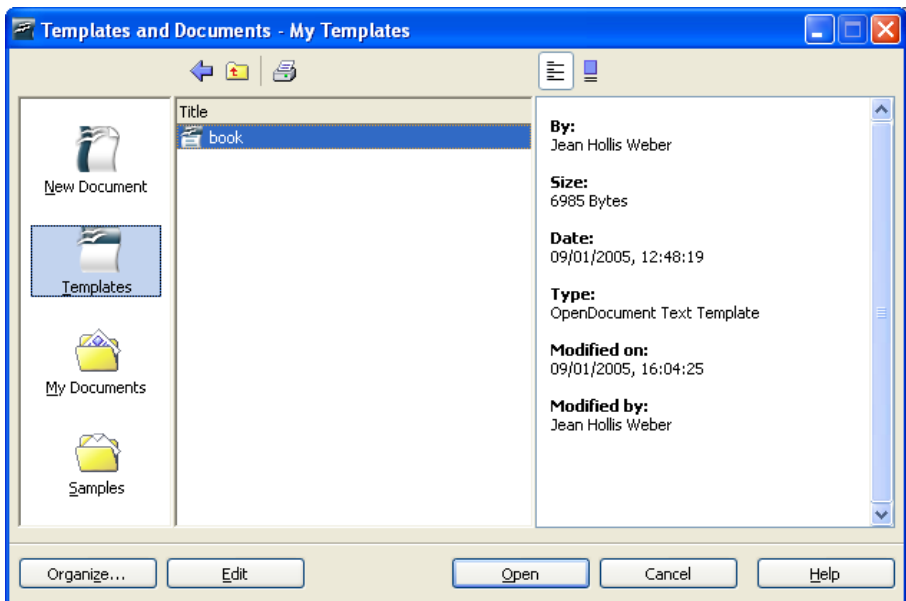 Templates and Documents - My Templates
New Document
Templates
My Documents
Samples
Title
book
By:
Jean Hollis Weber
Size:
6985 Bytes
Date:
09/01/2005, 12:48:19
Type:
OpenDocument Text Template
Modified on:
09/01/2005, 16:04:25
Modified by:
Jean Hollis Weber
Organize...
Edit
Open
Cancel
Help